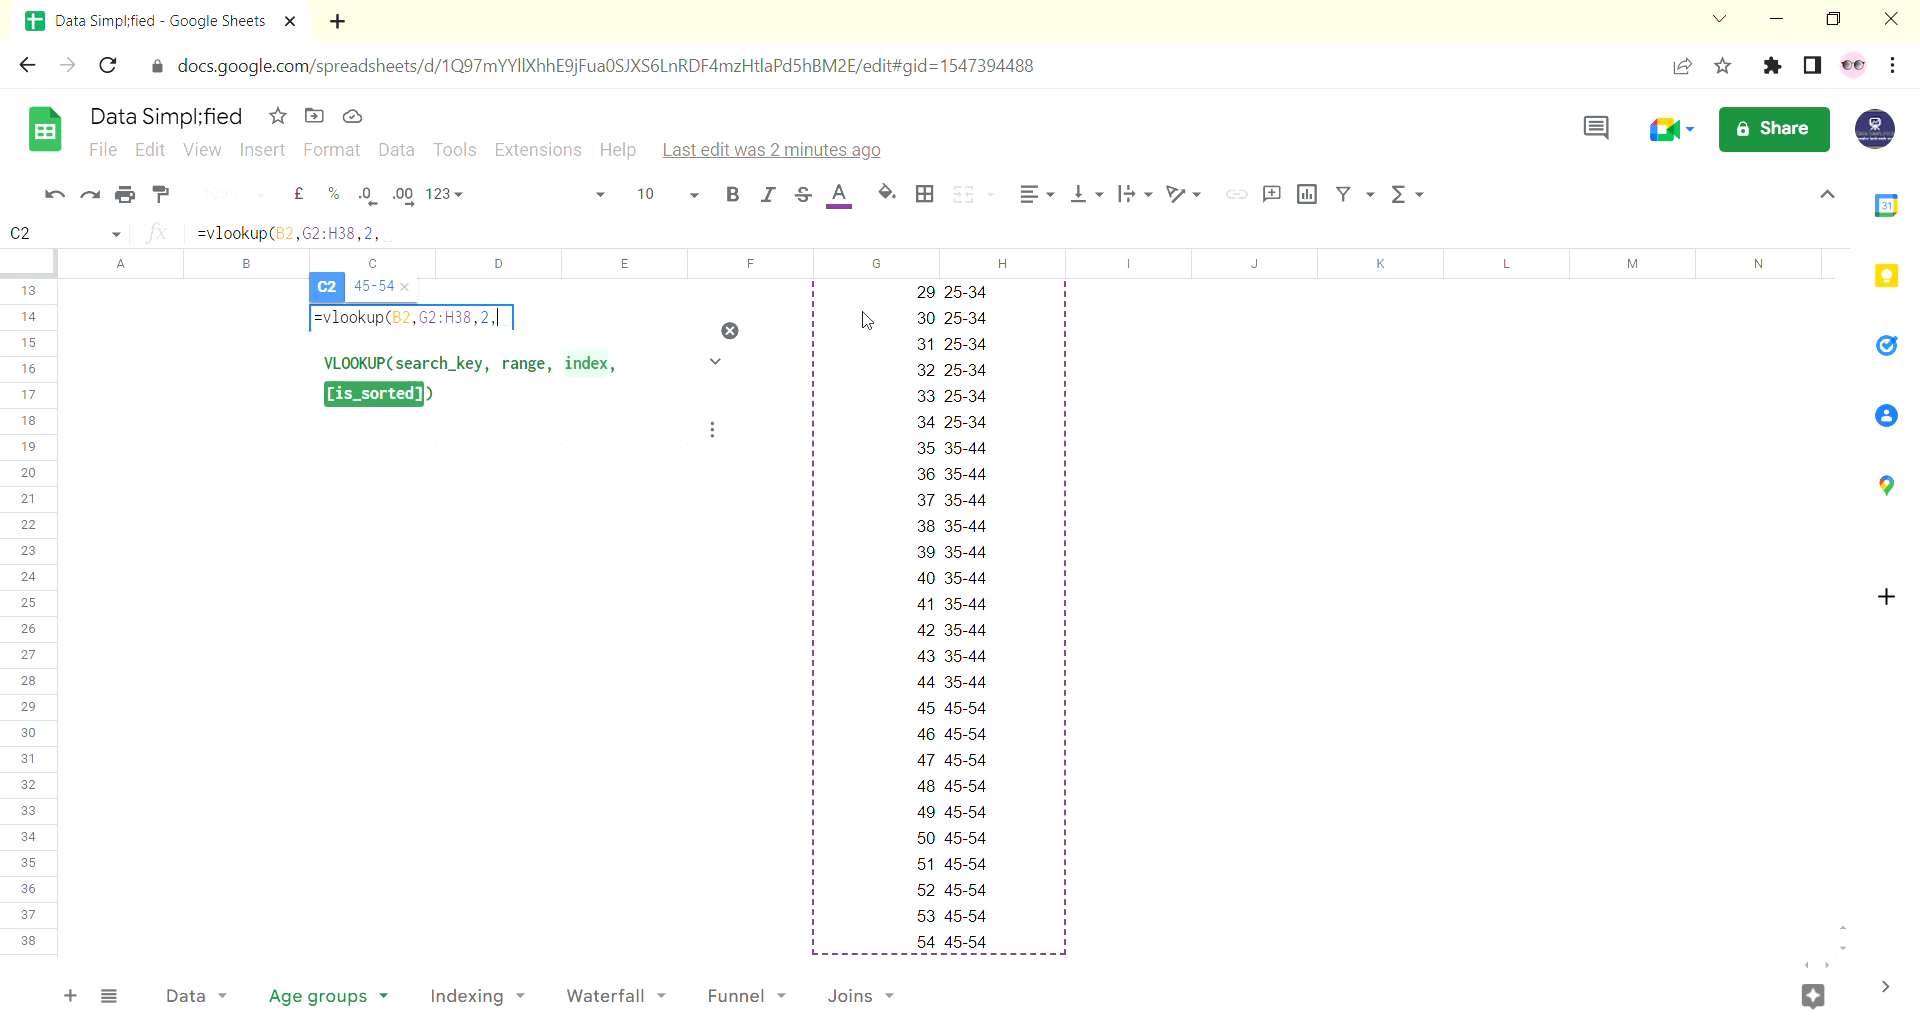 Data Simpl;fied - Google Sheets
docs.google.com/spreadsheets/d/1Q97mYYllXhhE9jFua0SJXS6LnRDF4mzHtlaPd5hBM2E/edit#gid=1547394488
Data Simpl;fied
Share
File Edit View Insert Format Data Tools Extensions Help Last edit was 2 minutes ago
100% £ % .0 .00 123 10 B I S A
31
C2 fx =vlookup(B2,G2:H38,2,
A B C D E F G H I J K L M N
C2 45-54
13 29 25-34
14 =vlookup(B2,G2:H38,2, 30 25-34
15 31 25-34
16 VLOOKUP(search_key, range, index, 32 25-34
17 [is_sorted]) 33 25-34
18 34 25-34
19 35 35-44
20 36 35-44
21 37 35-44
22 38 35-44
23 39 35-44
24 40 35-44
25 41 35-44
26 42 35-44
27 43 35-44
28 44 35-44
29 45 45-54
30 46 45-54
31 47 45-54
32 48 45-54
33 49 45-54
34 50 45-54
35 51 45-54
36 52 45-54
37 53 45-54
38 54 45-54
Data Age groups Indexing Waterfall Funnel Joins